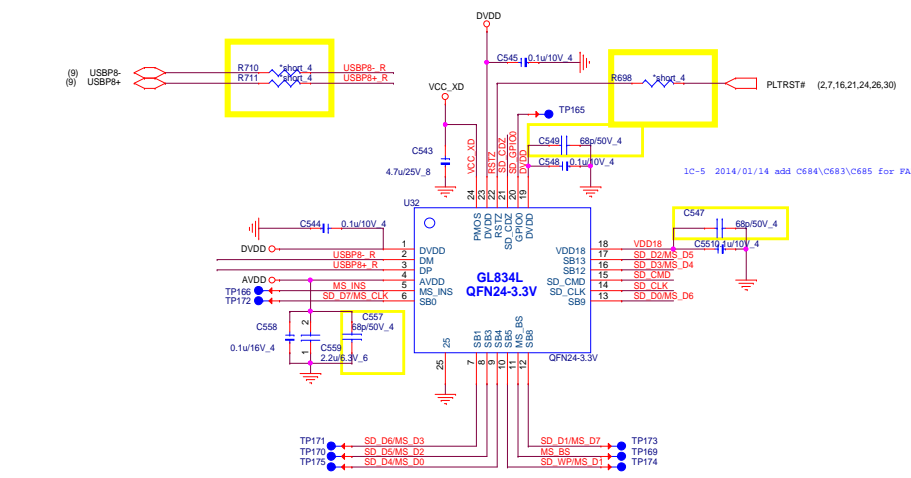 DVDD
(9) USBP8-
(9) USBP8+
R710 *short_4 USBP8-_R
R711 *short_4 USBP8+_R
C545 0.1u/10V_4
R698 *short_4
PLTRST# (2,7,16,21,24,26,30)
VCC_XD
TP165
C543
4.7u/25V_8
VCC_XD
RSTZ
SD_CDZ
SD_GPIO0
DVDD
C549 68p/50V_4
C548 0.1u/10V_4
1C-5 2014/01/14 add C684\C683\C685 for FA
24 23 22 21 20 19
U32
PMOS
DVDD
RSTZ
SD_CDZ
GPIO0
DVDD
C544 0.1u/10V_4
C547
68p/50V_4
DVDD
USBP8-_R
USBP8+_R
AVDD
TP166 MS_INS
TP172 SD_D7/MS_CLK
1 DVDD
2 DM
3 DP
4 AVDD
5 MS_INS
6 SB0
GL834L
QFN24-3.3V
VDD18 18 VDD18 C551 0.1u/10V_4
SB13 17 SD_D2/MS_D5
SB12 16 SD_D3/MS_D4
SD_CMD 15 SD_CMD
SD_CLK 14 SD_CLK
SB9 13 SD_D0/MS_D6
C558
0.1u/16V_4
2
1
C559
2.2u/6.3V_6
C557
68p/50V_4
25
SB1
SB3
SB4
SB5
MS_BS
SB8
QFN24-3.3V
25 7 8 9 10 11 12
TP171 SD_D6/MS_D3
TP170 SD_D5/MS_D2
TP175 SD_D4/MS_D0
SD_D1/MS_D7 TP173
MS_BS TP169
SD_WP/MS_D1 TP174